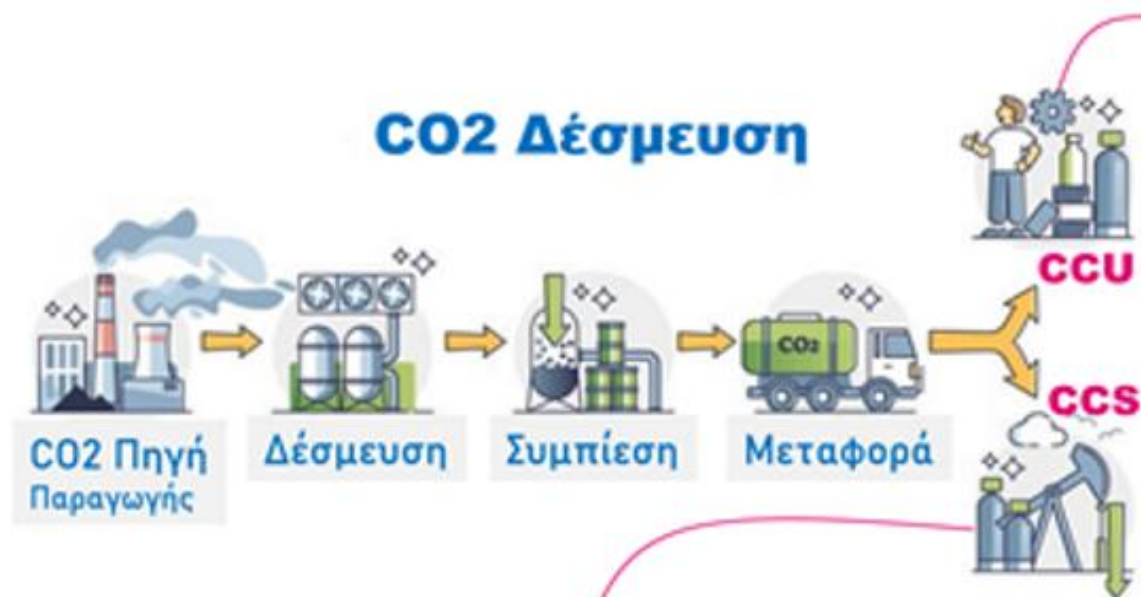 CO2 Δέσμευση
CO2 Πηγή
Παραγωγής
Δέσμευση
Συμπίεση
CO₂
Μεταφορά
CCU
CCS